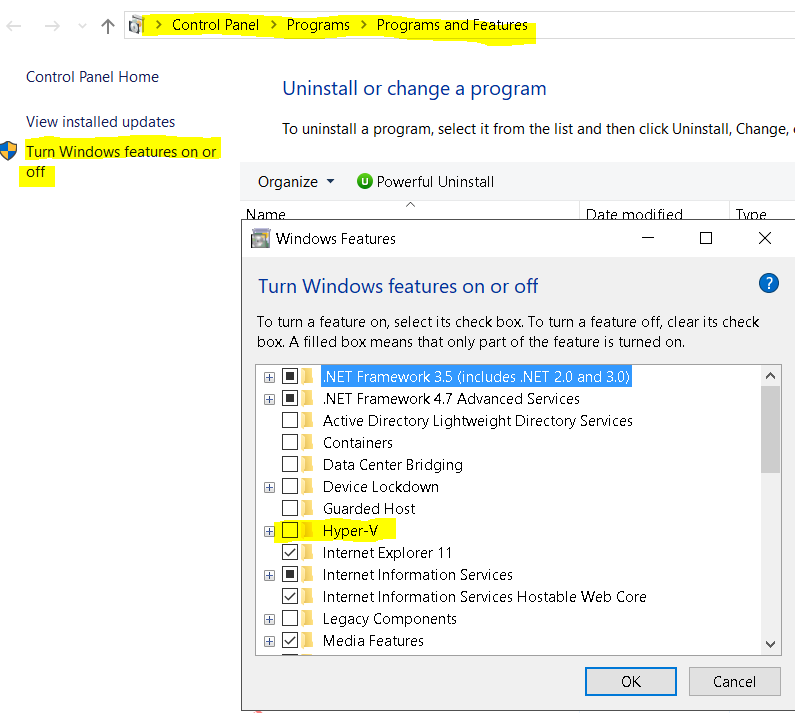 Control Panel > Programs > Programs and Features
Control Panel Home
View installed updates
Turn Windows features on or
off
Uninstall or change a program
To uninstall a program, select it from the list and then click Uninstall, Change,
Organize
U Powerful Uninstall
Name
Date modified
Type
Windows Features
Turn Windows features on or off
?
To turn a feature on, select its check box. To turn a feature off, clear its check
box. A filled box means that only part of the feature is turned on.
.NET Framework 3.5 (includes .NET 2.0 and 3.0)
.NET Framework 4.7 Advanced Services
Active Directory Lightweight Directory Services
Containers
Data Center Bridging
Device Lockdown
Guarded Host
Hyper-V
Internet Explorer 11
Internet Information Services
Internet Information Services Hostable Web Core
Legacy Components
Media Features
OK
Cancel